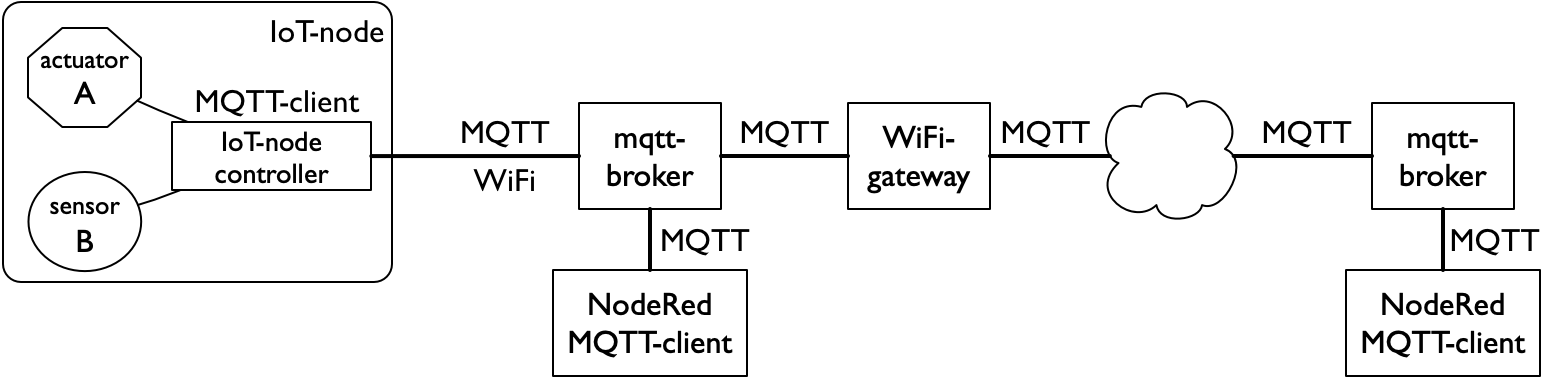 IoT-node
actuator
A
MQTT-client
IoT-node
controller
sensor
B
MQTT
WiFi
mqtt-
broker
MQTT
NodeRed
MQTT-client
MQTT
WiFi-
gateway
MQTT
MQTT
mqtt-
broker
MQTT
NodeRed
MQTT-client